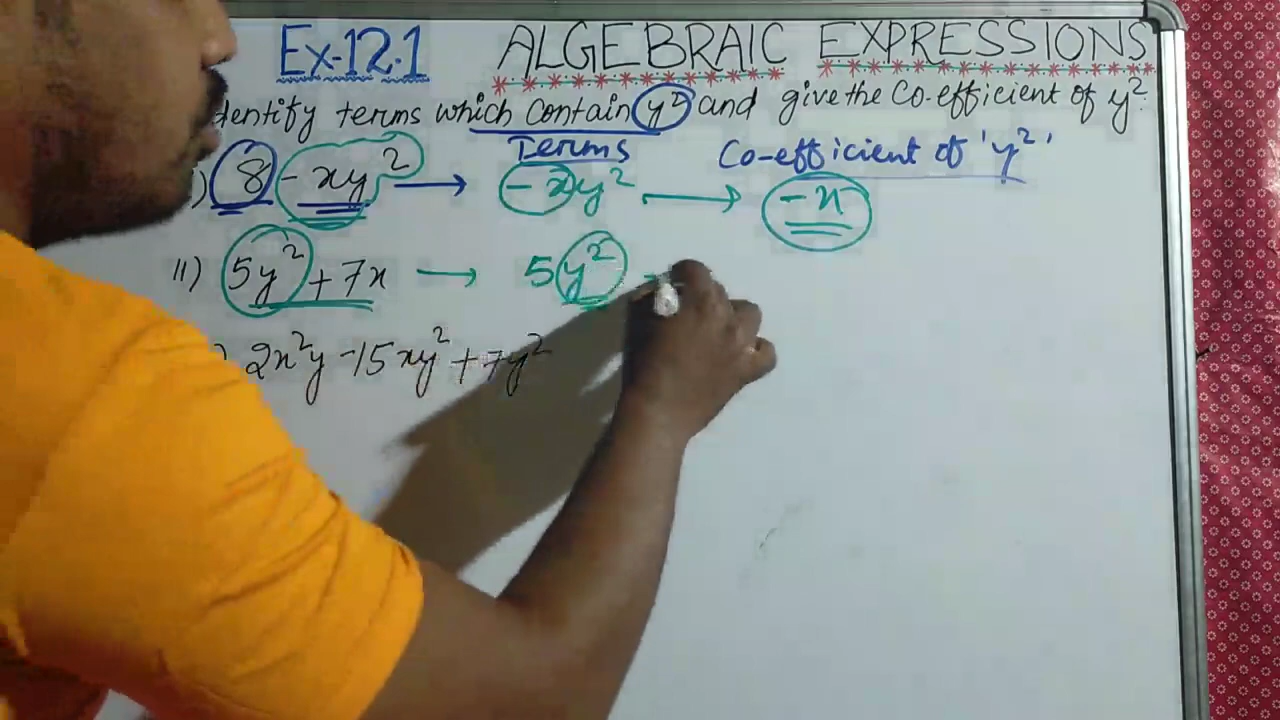 Ex-12.1 ALGEBRAIC EXPRESSIONS
dentify terms which contain y² and give the Co-efficient of y².
Terms Co-efficient of 'y²'
) 8 - xy² → - xy² → - x
ii) 5y² + 7x → 5y²
2x²y - 15xy² + 7y²